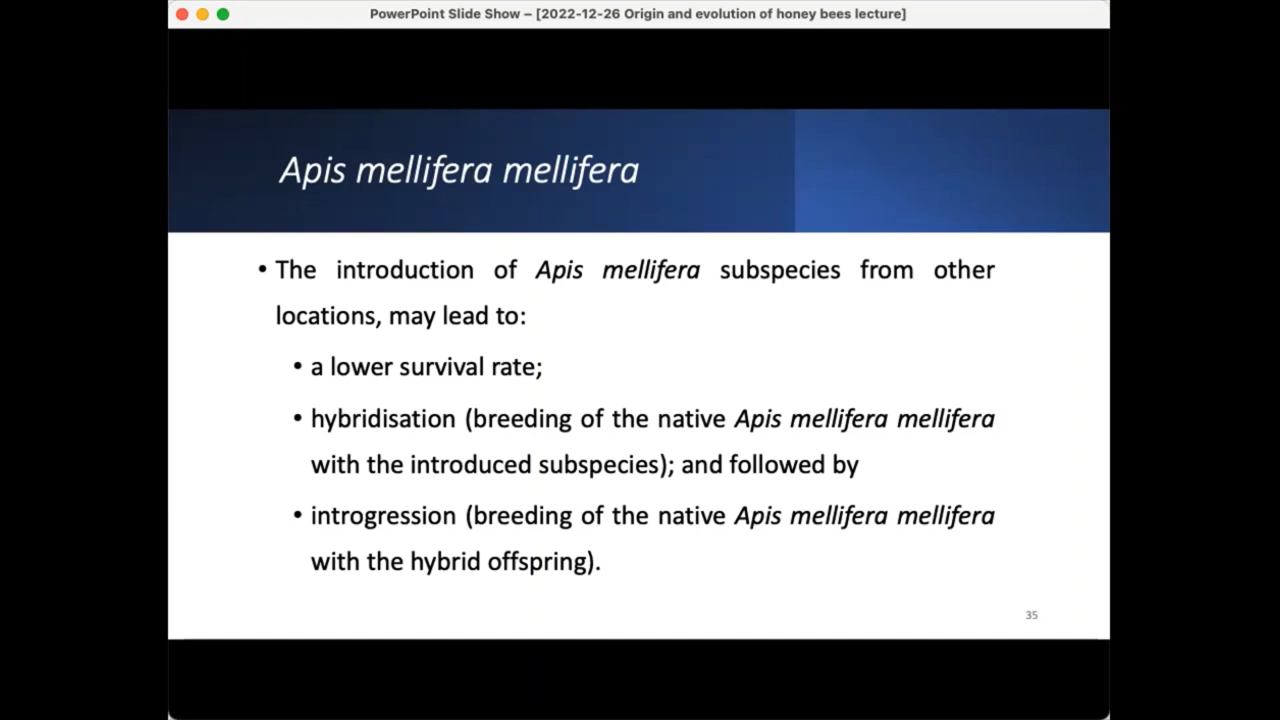 PowerPoint Slide Show – [2022-12-26 Origin and evolution of honey bees lecture]
Apis mellifera mellifera
• The introduction of Apis mellifera subspecies from other
locations, may lead to:
• a lower survival rate;
• hybridisation (breeding of the native Apis mellifera mellifera
with the introduced subspecies); and followed by
• introgression (breeding of the native Apis mellifera mellifera
with the hybrid offspring).
35